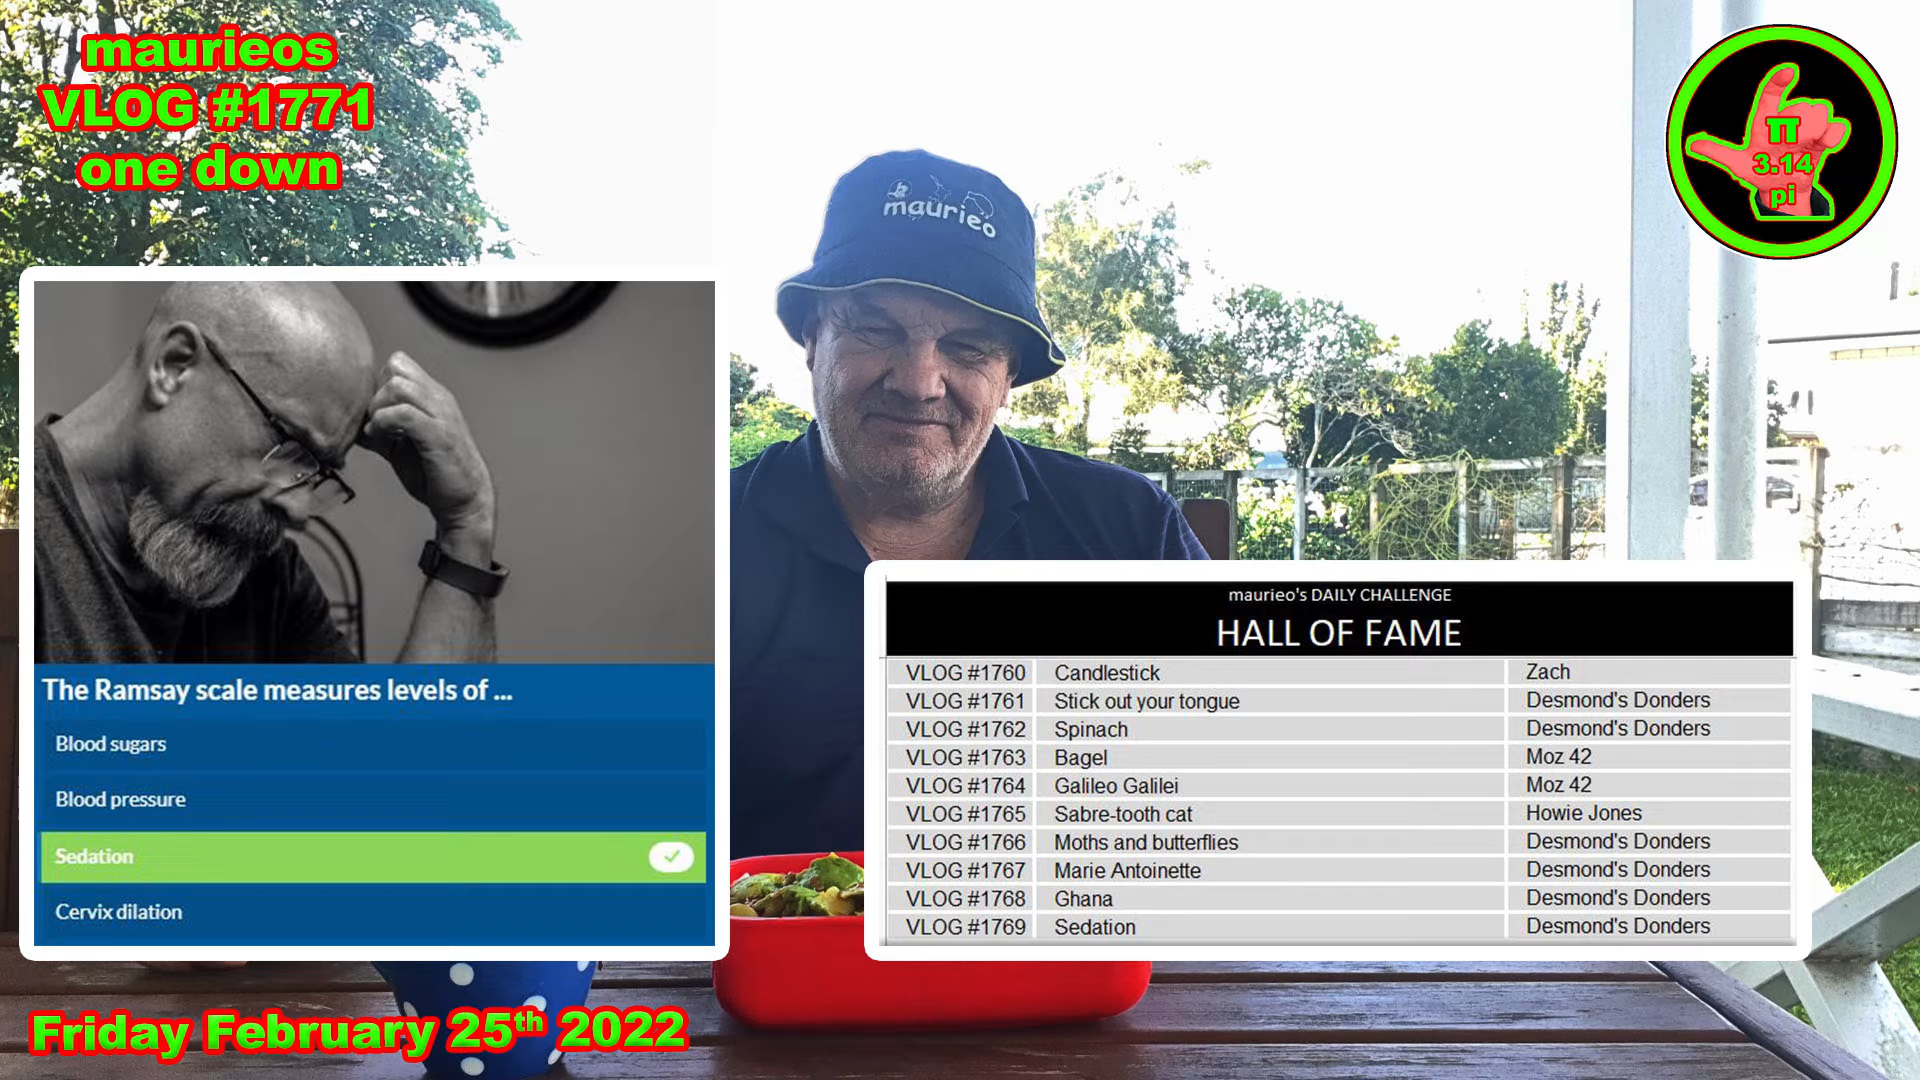 maurieos
VLOG #1771
one down
π
3.14
pi
maurieo
The Ramsay scale measures levels of ...
Blood sugars
Blood pressure
Sedation
Cervix dilation
maurieo's DAILY CHALLENGE
HALL OF FAME
VLOG #1760 Candlestick Zach
VLOG #1761 Stick out your tongue Desmond's Donders
VLOG #1762 Spinach Desmond's Donders
VLOG #1763 Bagel Moz 42
VLOG #1764 Galileo Galilei Moz 42
VLOG #1765 Sabre-tooth cat Howie Jones
VLOG #1766 Moths and butterflies Desmond's Donders
VLOG #1767 Marie Antoinette Desmond's Donders
VLOG #1768 Ghana Desmond's Donders
VLOG #1769 Sedation Desmond's Donders
Friday February 25th 2022